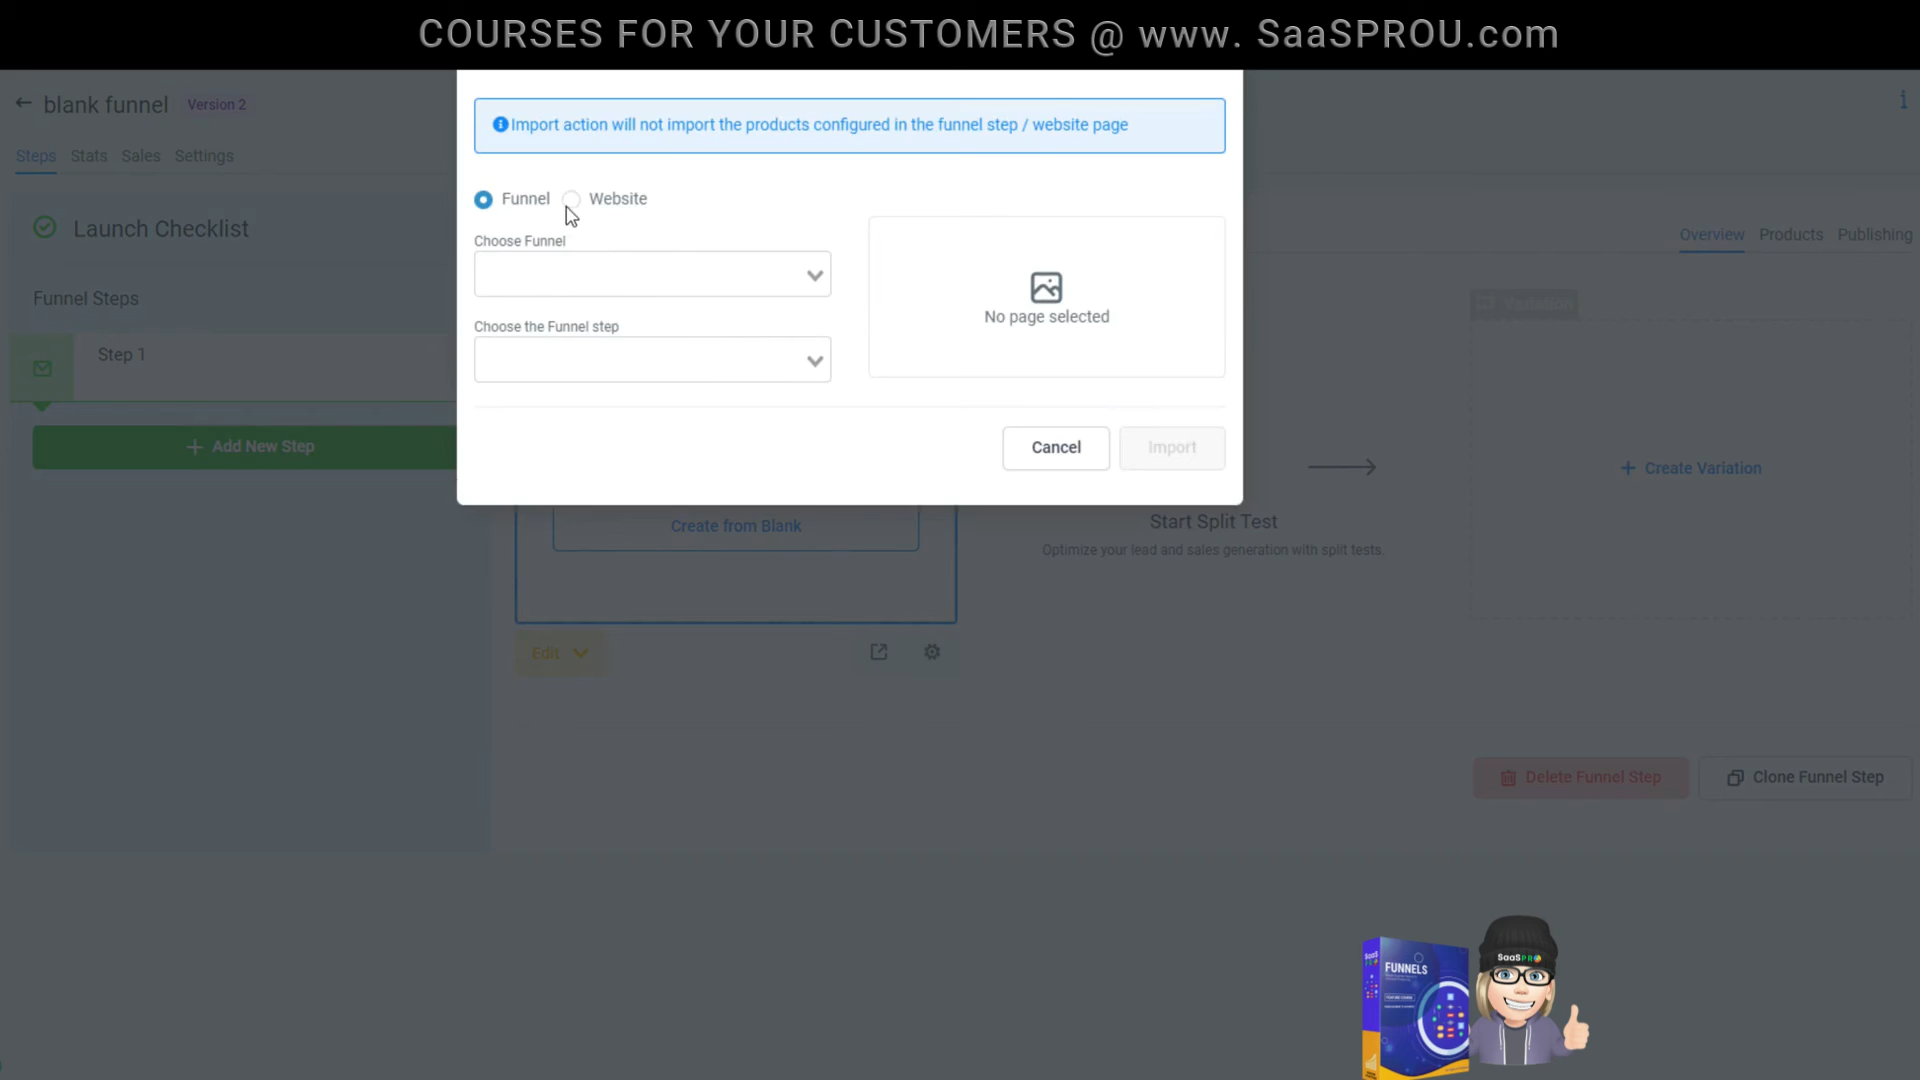 COURSES FOR YOUR CUSTOMERS @ www. SaaSPROU.com
blank funnel Version 2
Import action will not import the products configured in the funnel step / website page
Steps Stats Sales Settings
Funnel Website
Launch Checklist
Choose Funnel
Overview Products Publishing
Funnel Steps
No page selected
Variation
Choose the Funnel step
Step 1
Add New Step
Cancel Import
Create Variation
Create from Blank
Start Split Test
Optimize your lead and sales generation with split tests.
Edit
Delete Funnel Step Clone Funnel Step
SaaSPRO
FUNNELS